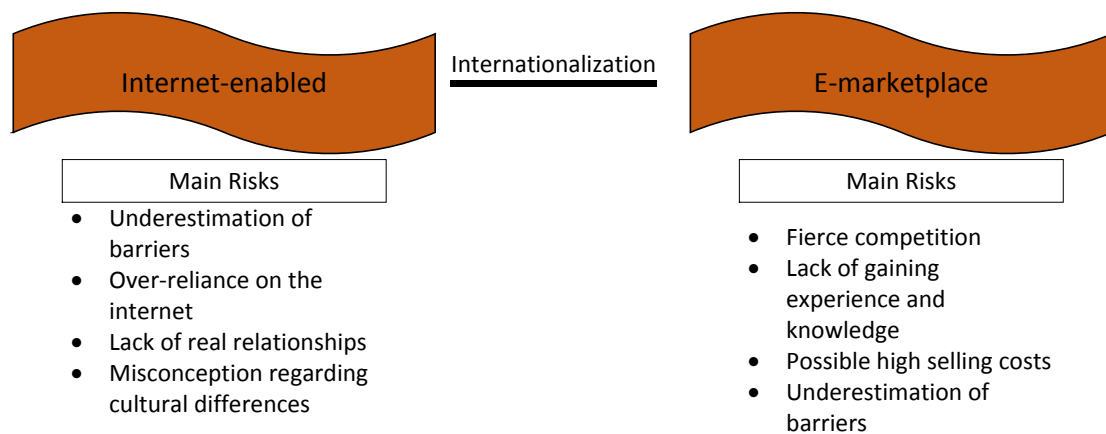 Internet-enabled
Internationalization
E-marketplace
Main Risks
• Underestimation of
barriers
• Over-reliance on the
internet
• Lack of real relationships
• Misconception regarding
cultural differences
Main Risks
• Fierce competition
• Lack of gaining
experience and
knowledge
• Possible high selling costs
• Underestimation of
barriers